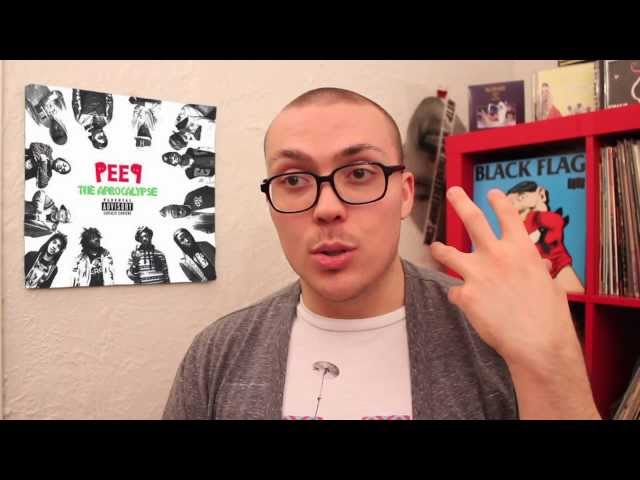 PEEP
THE APROCALYPSE
PARENTAL
ADVISORY
EXPLICIT CONTENT
BLACK FLAG